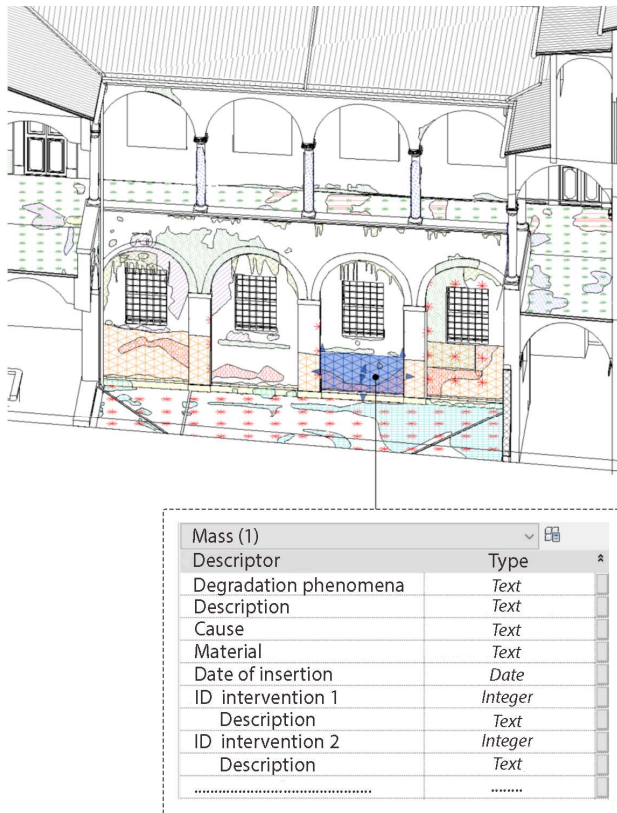 Mass (1)
Descriptor Type
Degradation phenomena Text
Description Text
Cause Text
Material Text
Date of insertion Date
ID intervention 1 Integer
Description Text
ID intervention 2 Integer
Description Text
............................................ ........